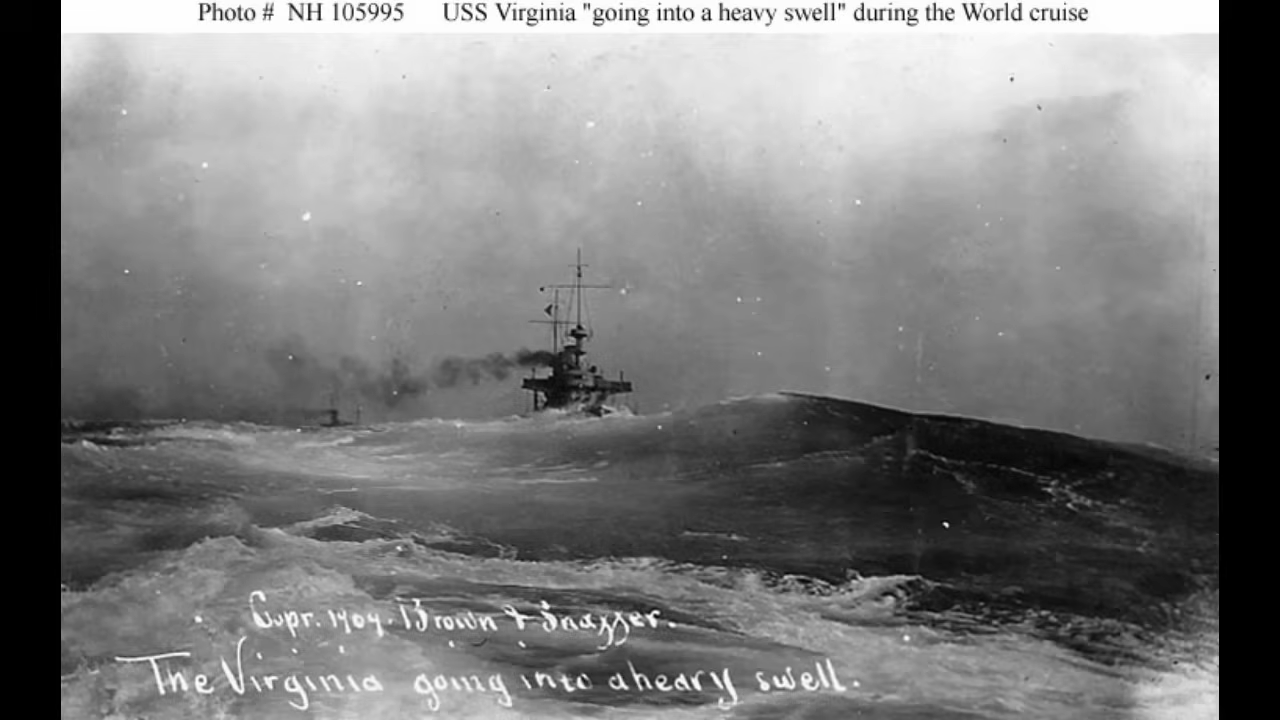 Photo # NH 105995 USS Virginia "going into a heavy swell" during the World cruise
Copr. 1909. Brown & Shaffer.
The Virginia going into a heavy swell.